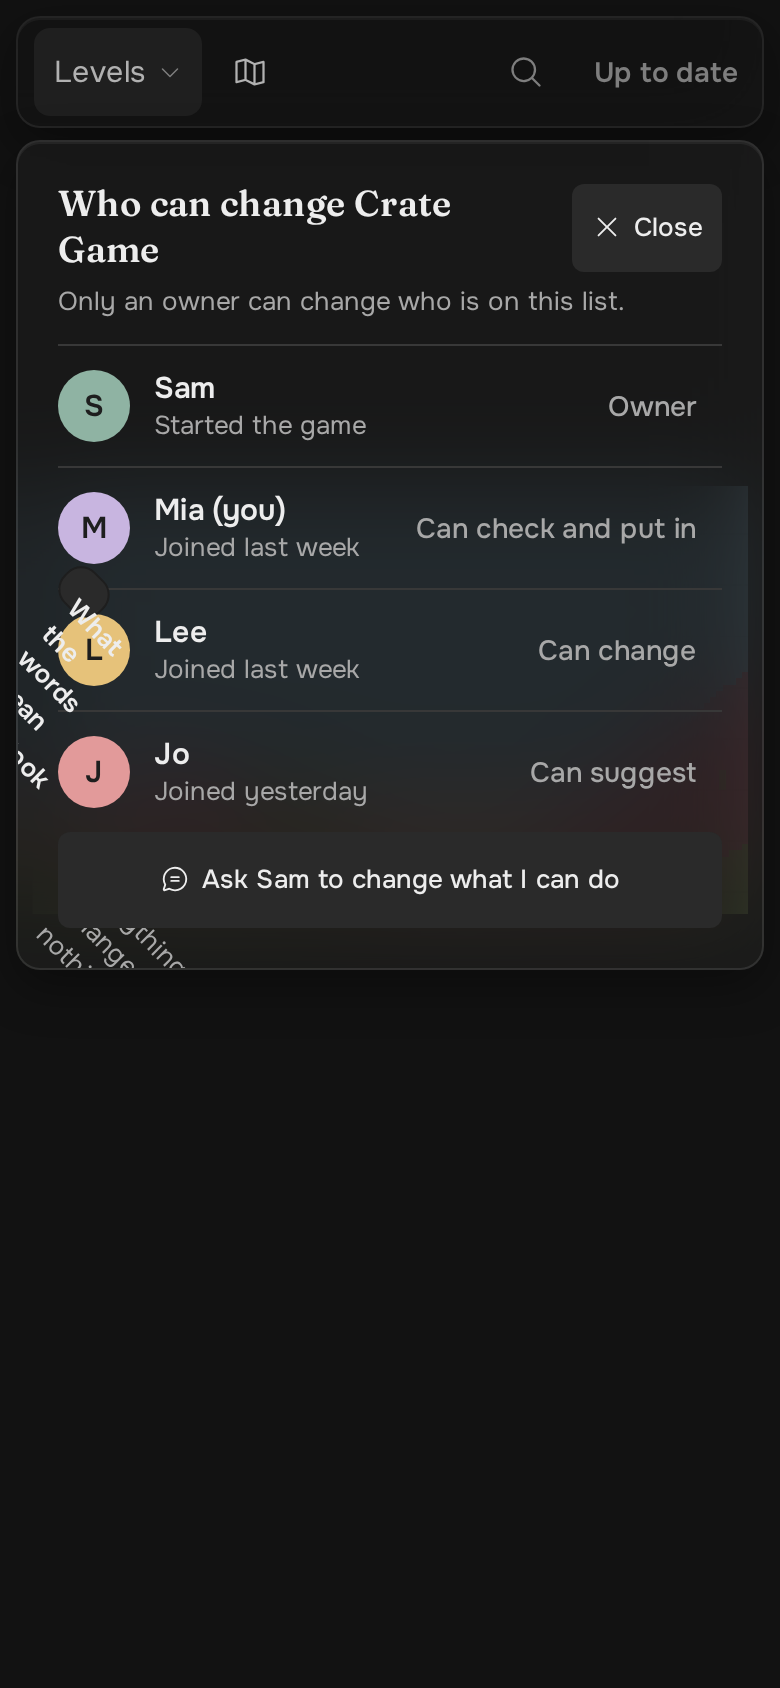 Levels
Up to date
Who can change Crate
Game
Close
Only an owner can change who is on this list.
S
Sam
Started the game
Owner
M
Mia (you)
Joined last week
Can check and put in
What
the
words
L
Lee
Joined last week
Can change
J
Jo
Joined yesterday
Can suggest
Ask Sam to change what I can do